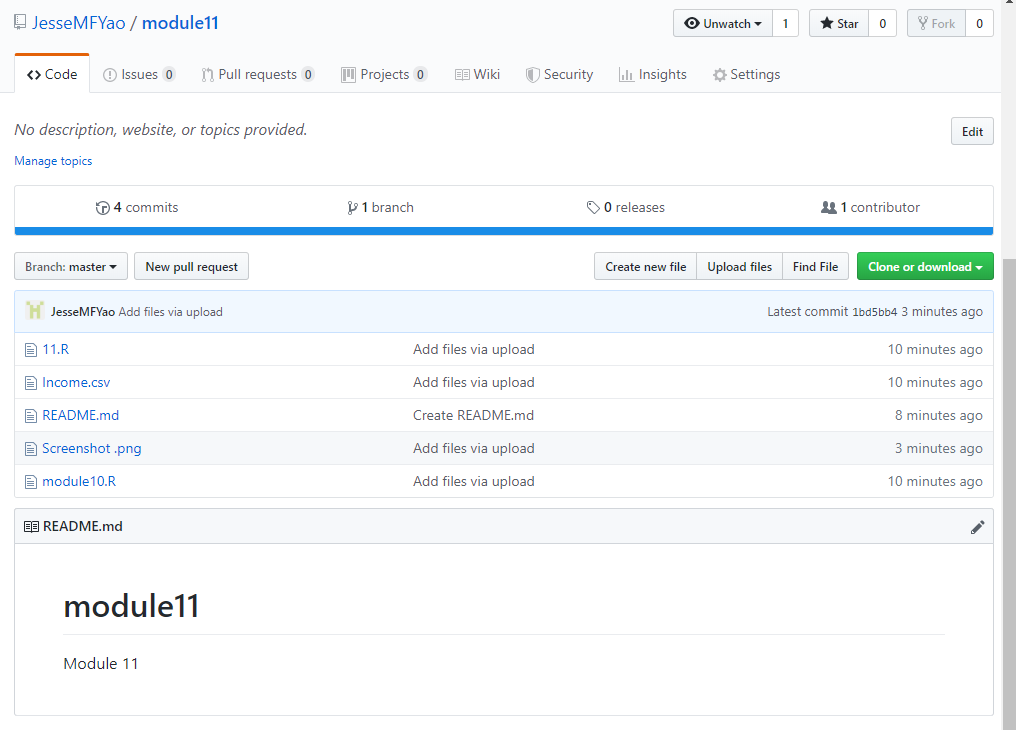 JesseMFYao / module11 Unwatch 1 Star 0 Fork 0
Code Issues 0 Pull requests 0 Projects 0 Wiki Security Insights Settings
No description, website, or topics provided. Edit
Manage topics
4 commits 1 branch 0 releases 1 contributor
Branch: master New pull request Create new file Upload files Find File Clone or download
JesseMFYao Add files via upload Latest commit 1bd5bb4 3 minutes ago
11.R Add files via upload 10 minutes ago
Income.csv Add files via upload 10 minutes ago
README.md Create README.md 8 minutes ago
Screenshot .png Add files via upload 3 minutes ago
module10.R Add files via upload 10 minutes ago
README.md
module11
Module 11